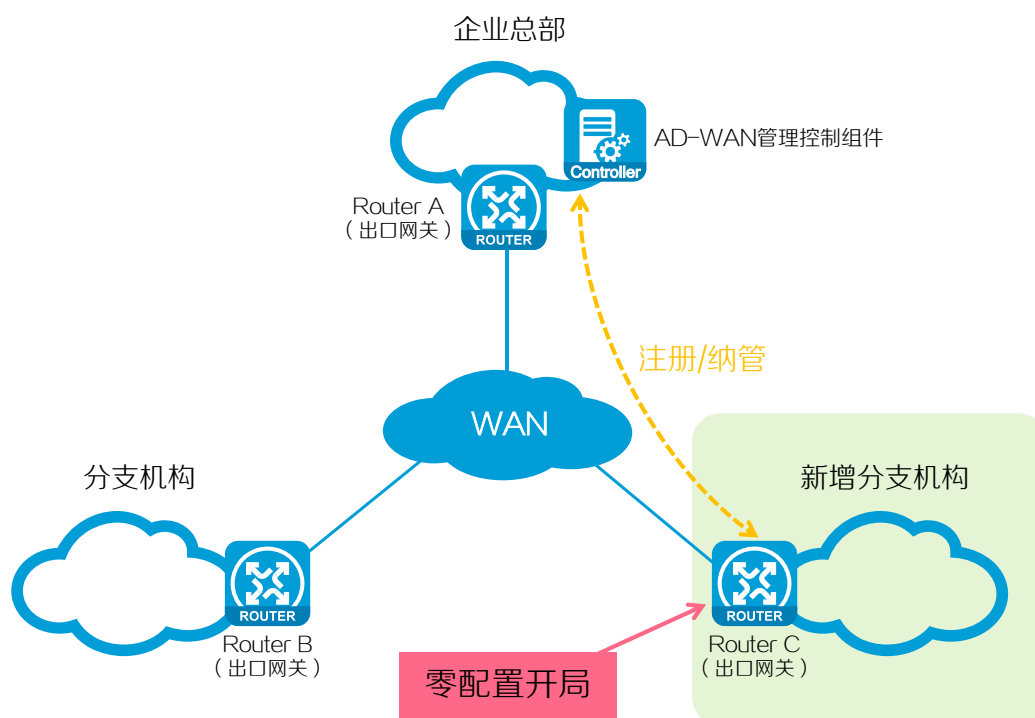 企业总部
AD-WAN管理控制组件
Controller
Router A
（出口网关）
ROUTER
注册/纳管
WAN
分支机构
新增分支机构
ROUTER
ROUTER
Router B
（出口网关）
Router C
（出口网关）
零配置开局